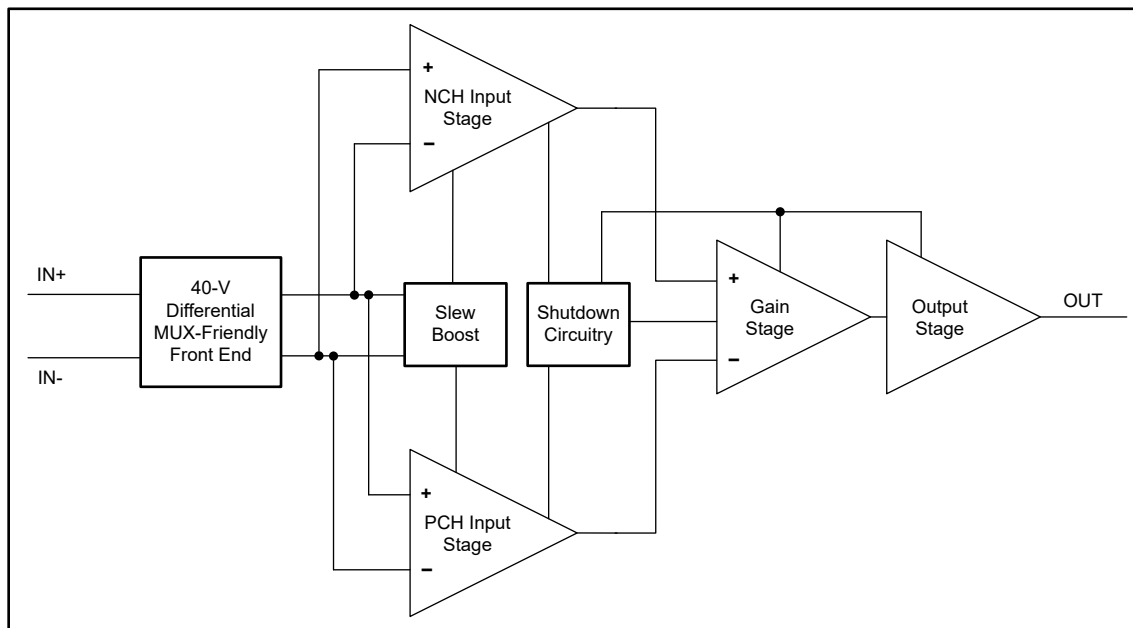 +
NCH Input
Stage
−
IN+
IN-
40-V
Differential
MUX-Friendly
Front End
Slew
Boost
Shutdown
Circuitry
+
Gain
Stage
−
Output
Stage
OUT
+
PCH Input
Stage
−